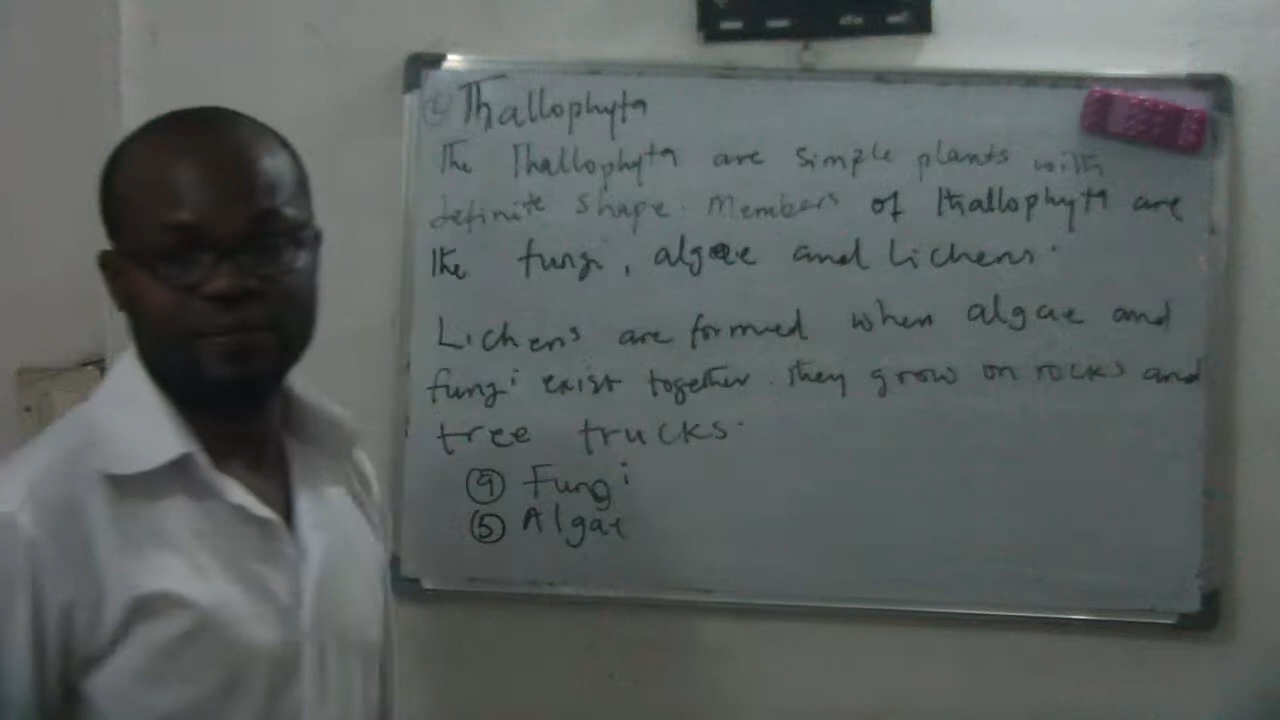 Thallophyta
The Thallophyta are simple plants with
definite shape. Members of Thallophyta are
the fungi, algae and Lichens.
Lichens are formed when algae and
fungi exist together. They grow on rocks and
tree trucks.
Fungi
Algae